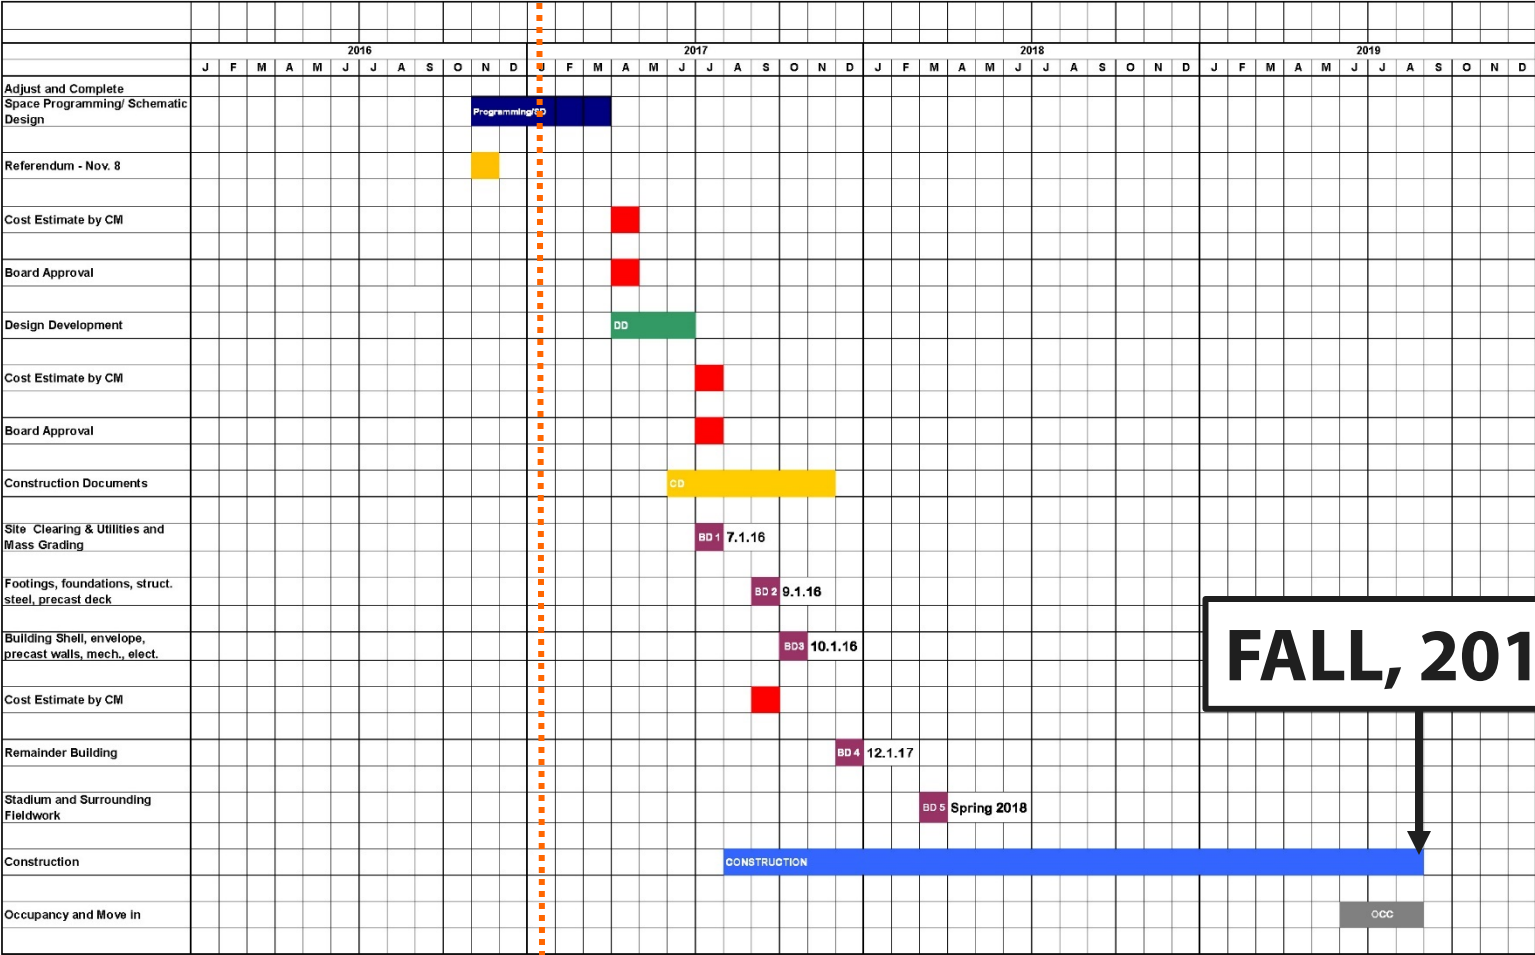 2016 2017 2018 2019
J F M A M J J A S O N D J F M A M J J A S O N D J F M A M J J A S O N D J F M A M J J A S O N D
Adjust and Complete
Space Programming/ Schematic
Design
Programming/SD
Referendum - Nov. 8
Cost Estimate by CM
Board Approval
Design Development
DD
Cost Estimate by CM
Board Approval
Construction Documents
CD
Site Clearing & Utilities and
Mass Grading
BD 1 7.1.16
Footings, foundations, struct.
steel, precast deck
BD 2 9.1.16
Building Shell, envelope,
precast walls, mech., elect.
BD3 10.1.16
FALL, 201
Cost Estimate by CM
Remainder Building
BD 4 12.1.17
Stadium and Surrounding
Fieldwork
BD 5 Spring 2018
Construction
CONSTRUCTION
Occupancy and Move in
OCC